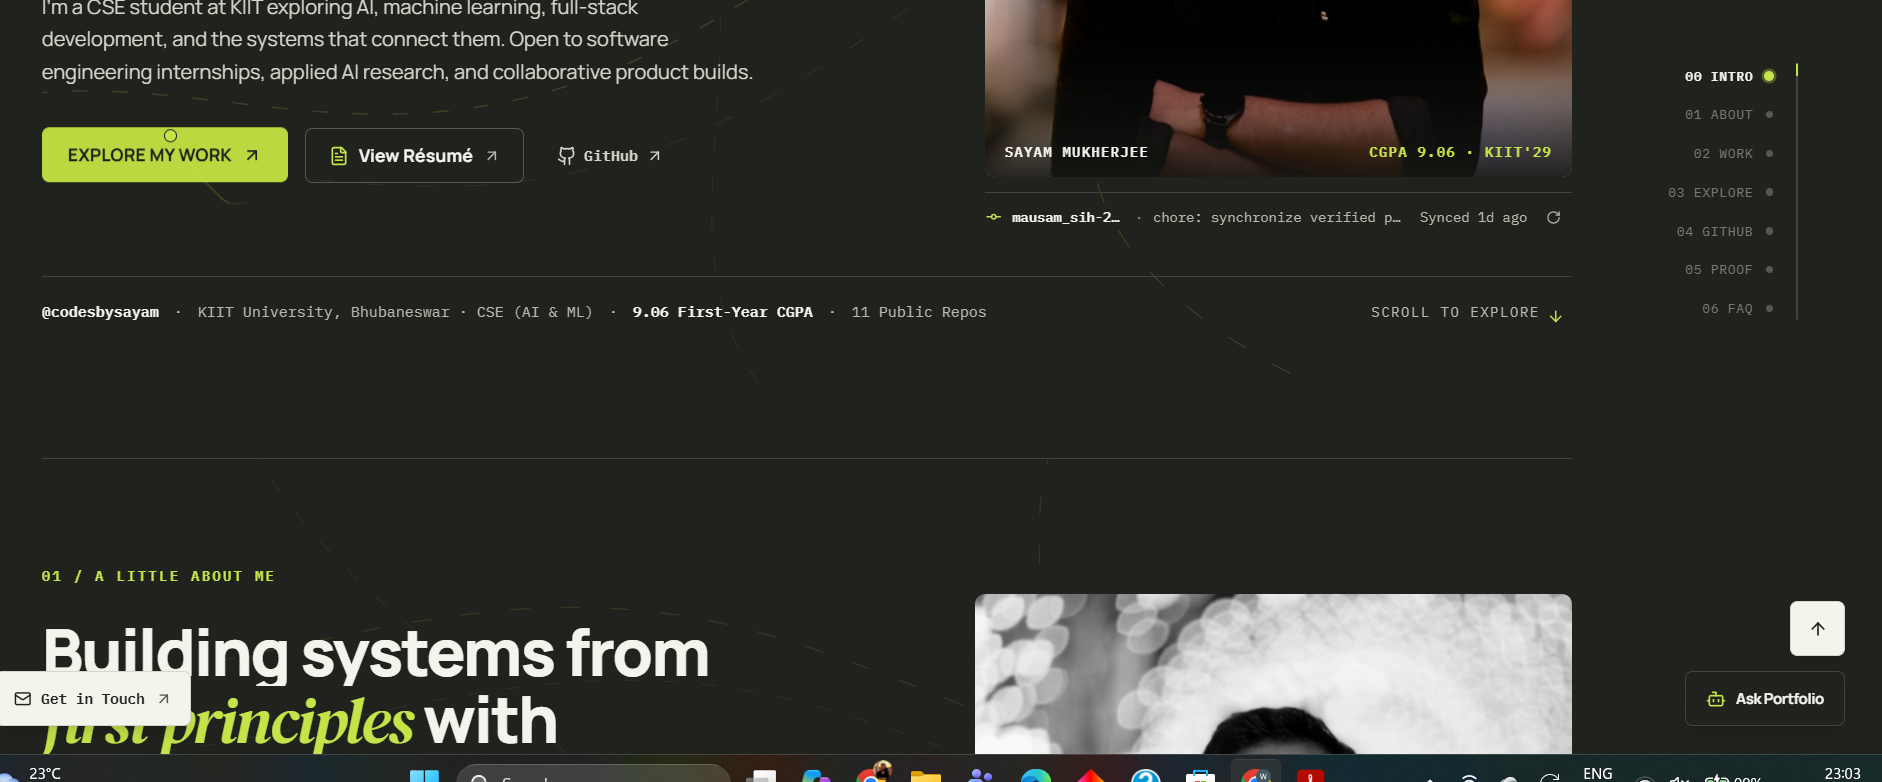 I'm a CSE student at KIIT exploring AI, machine learning, full-stack
development, and the systems that connect them. Open to software
engineering internships, applied AI research, and collaborative product builds.
EXPLORE MY WORK
View Résumé
GitHub
SAYAM MUKHERJEE
CGPA 9.06 · KIIT'29
mausam_sih-2… · chore: synchronize verified p… Synced 1d ago
@codesbysayam · KIIT University, Bhubaneswar · CSE (AI & ML) · 9.06 First-Year CGPA · 11 Public Repos
SCROLL TO EXPLORE
00 INTRO
01 ABOUT
02 WORK
03 EXPLORE
04 GITHUB
05 PROOF
06 FAQ
01 / A LITTLE ABOUT ME
Building systems from
first principles with
Get in Touch
Ask Portfolio
23°C
ENG
23:03